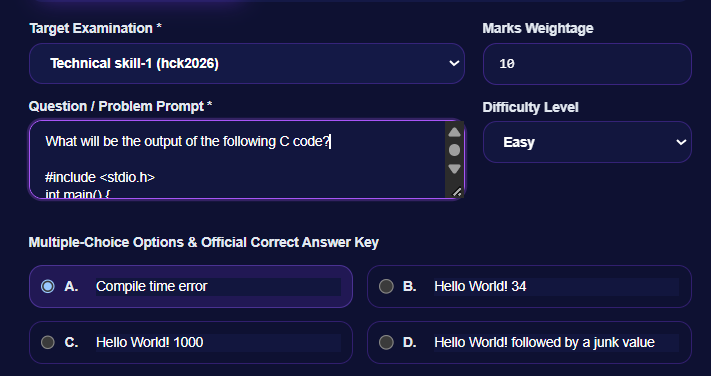 Target Examination *
Marks Weightage
Technical skill-1 (hck2026)
10
Question / Problem Prompt *
Difficulty Level
What will be the output of the following C code?
Easy
#include <stdio.h>
int main() {
Multiple-Choice Options & Official Correct Answer Key
A. Compile time error
B. Hello World! 34
C. Hello World! 1000
D. Hello World! followed by a junk value